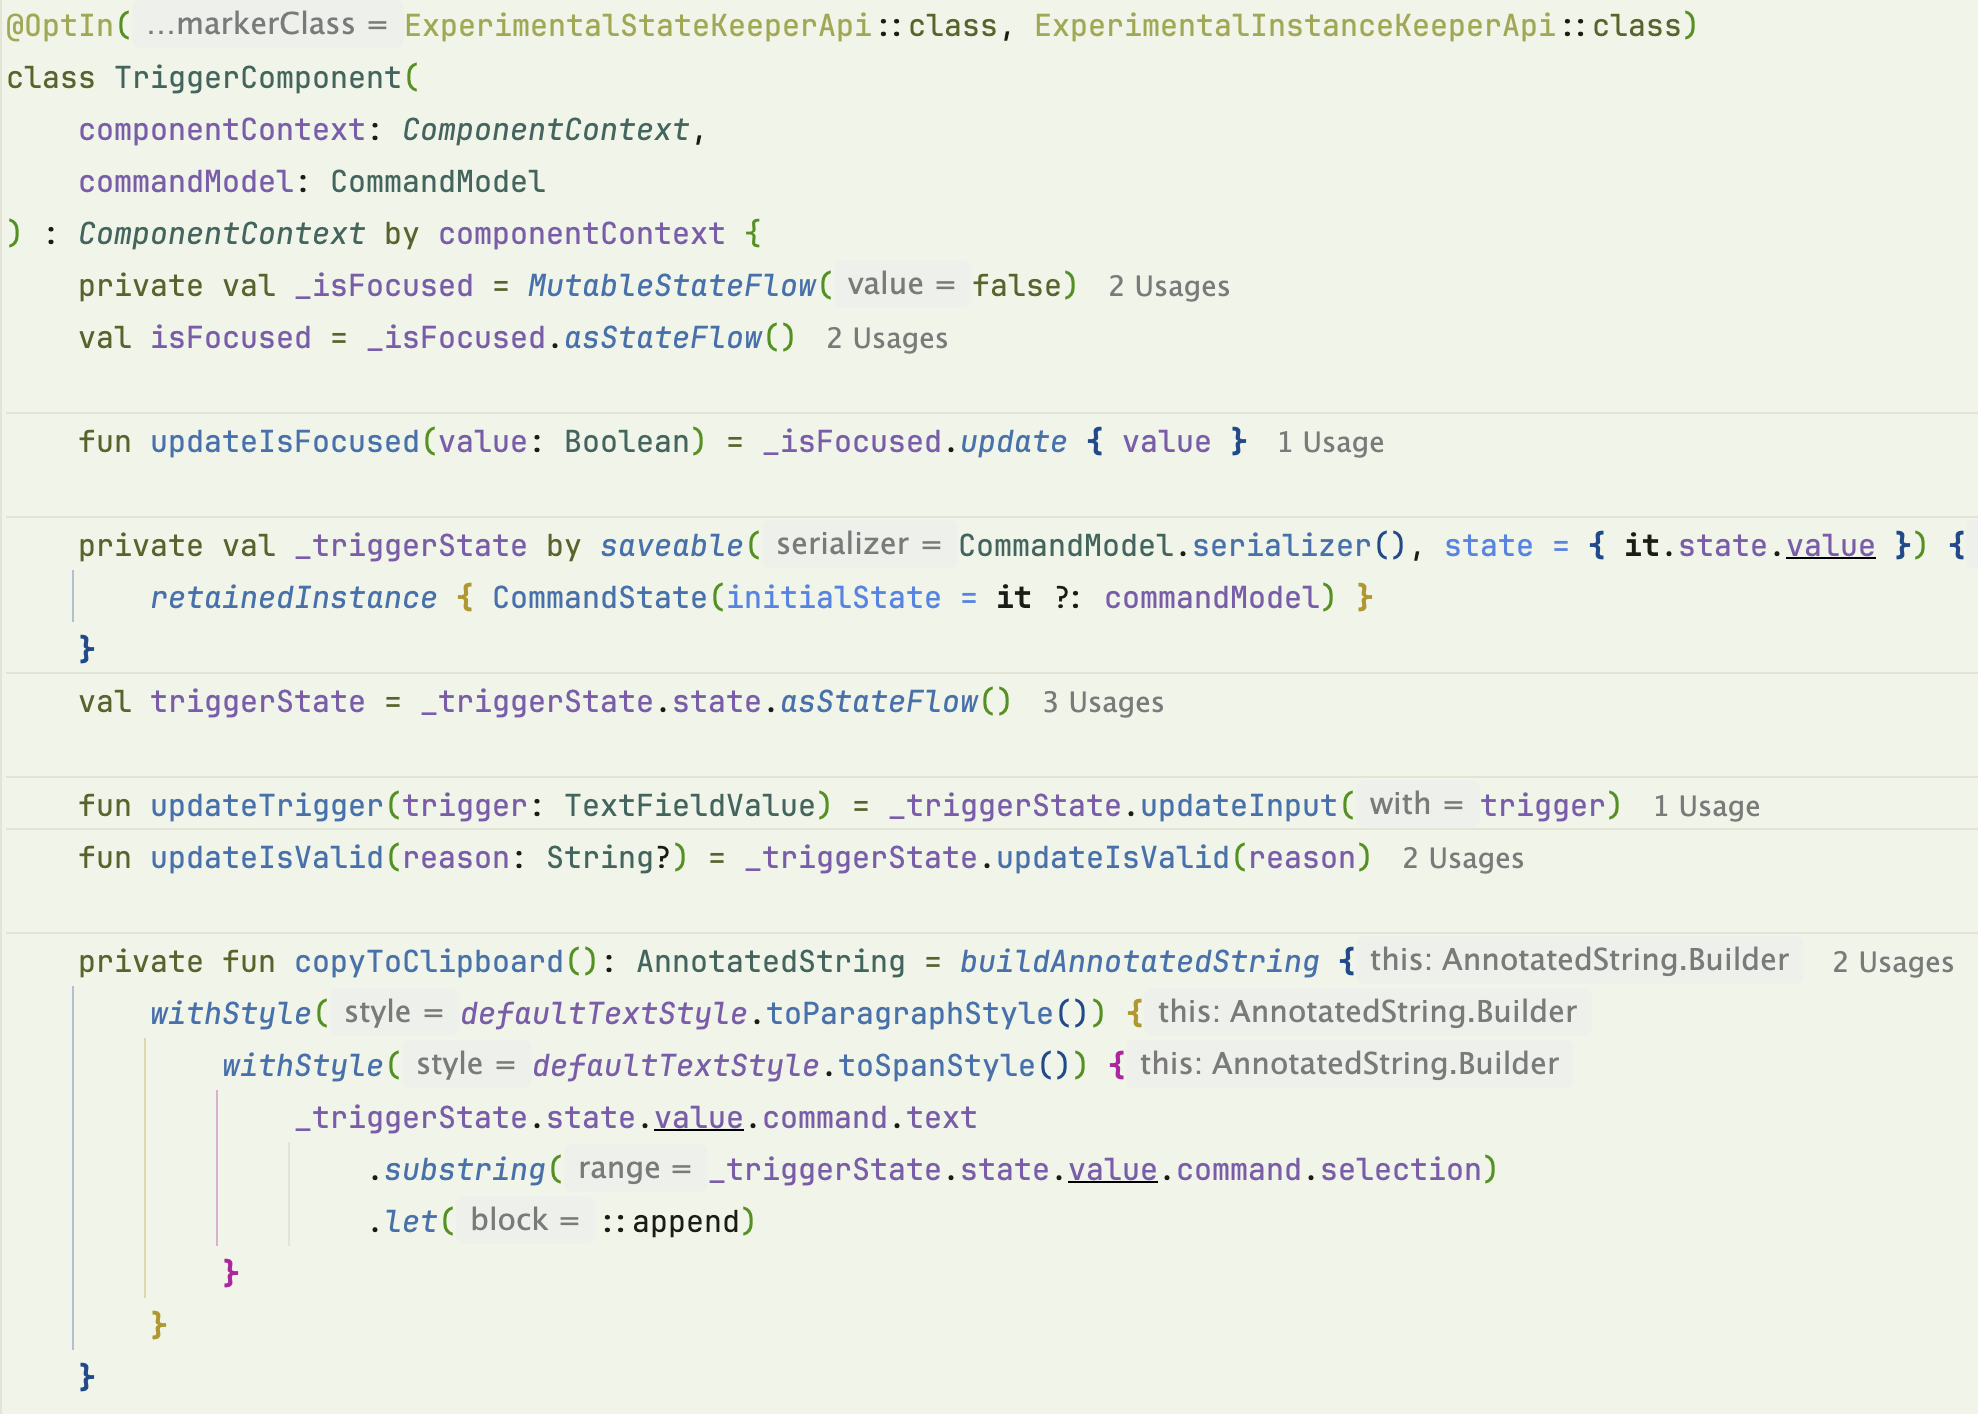 @OptIn( ...markerClass = ExperimentalStateKeeperApi::class, ExperimentalInstanceKeeperApi::class)
class TriggerComponent(
    componentContext: ComponentContext,
    commandModel: CommandModel
) : ComponentContext by componentContext {
    private val _isFocused = MutableStateFlow( value = false) 2 Usages
    val isFocused = _isFocused.asStateFlow() 2 Usages
    fun updateIsFocused(value: Boolean) = _isFocused.update { value } 1 Usage
    private val _triggerState by saveable( serializer = CommandModel.serializer(), state = { it.state.value }) {
        retainedInstance { CommandState(initialState = it ?: commandModel) }
    }
    val triggerState = _triggerState.state.asStateFlow() 3 Usages
    fun updateTrigger(trigger: TextFieldValue) = _triggerState.updateInput( with = trigger) 1 Usage
    fun updateIsValid(reason: String?) = _triggerState.updateIsValid(reason) 2 Usages
    private fun copyToClipboard(): AnnotatedString = buildAnnotatedString { this: AnnotatedString.Builder 2 Usages
        withStyle( style = defaultTextStyle.toParagraphStyle()) { this: AnnotatedString.Builder
            withStyle( style = defaultTextStyle.toSpanStyle()) { this: AnnotatedString.Builder
                _triggerState.state.value.command.text
                    .substring( range = _triggerState.state.value.command.selection)
                    .let( block = ::append)
            }
        }
    }